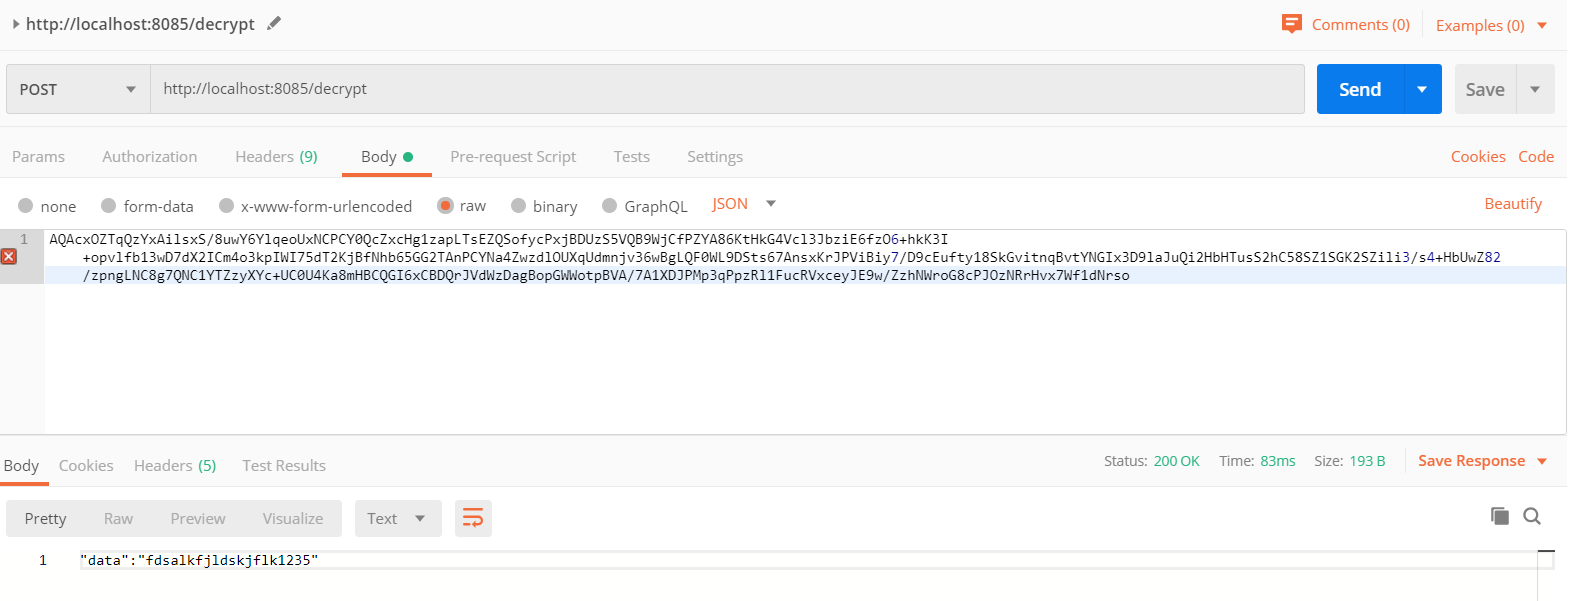 http://localhost:8085/decrypt
Comments (0) Examples (0)
POST http://localhost:8085/decrypt Send Save
Params Authorization Headers (9) Body Pre-request Script Tests Settings Cookies Code
none form-data x-www-form-urlencoded raw binary GraphQL JSON Beautify
1 AQAcxOZTqQzYxAilsxS/8uwY6YlqeoUxNCPCY0QcZxcHg1zapLTsEZQSofycPxjBDUzS5VQB9WjCfPZYA86KtHkG4Vcl3JbziE6fzO6+hkK3I
+opvlfb13wD7dX2ICm4o3kpIWI75dT2KjBfNhb65GG2TAnPCYNa4ZwzdlOUXqUdmnjv36wBgLQF0WL9DSts67AnsxKrJPViBiy7/D9cEufty18SkGvitnqBvtYNGIx3D9laJuQi2HbHTusS2hC58SZ1SGK2SZili3/s4+HbUwZ82
/zpngLNC8g7QNC1YTZzyXYc+UC0U4Ka8mHBCQGI6xCBDQrJVdWzDagBopGWWotpBVA/7A1XDJPMp3qPpzRl1FucRVxceyJE9w/ZzhNWroG8cPJOzNRrHvx7Wf1dNrso
Body Cookies Headers (5) Test Results Status: 200 OK Time: 83ms Size: 193 B Save Response
Pretty Raw Preview Visualize Text
1 "data":"fdsalkfjldskjflk1235"